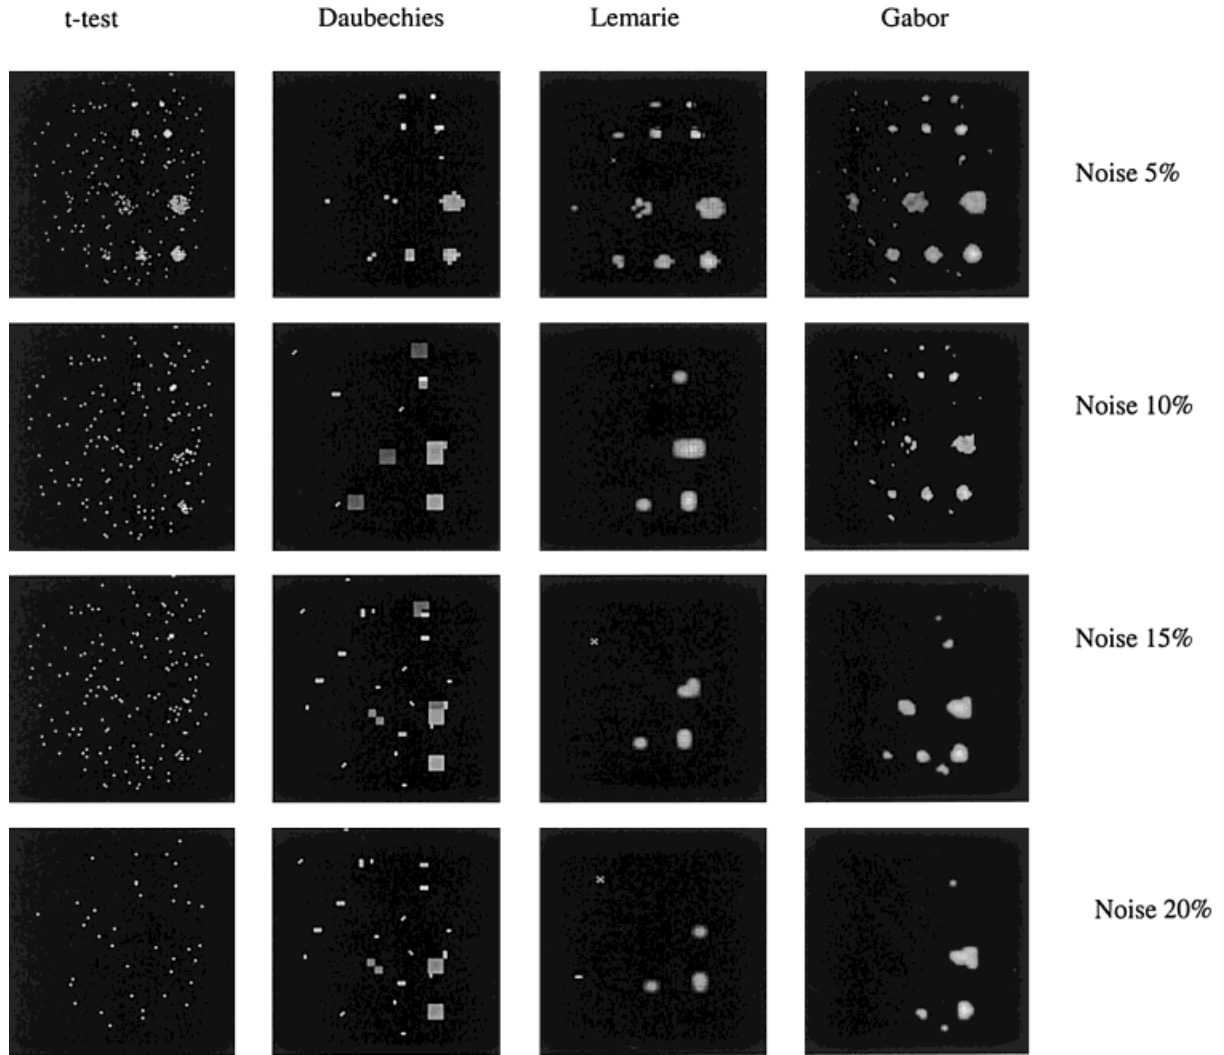 t-test Daubechies Lemarie Gabor
Noise 5%
Noise 10%
Noise 15%
Noise 20%